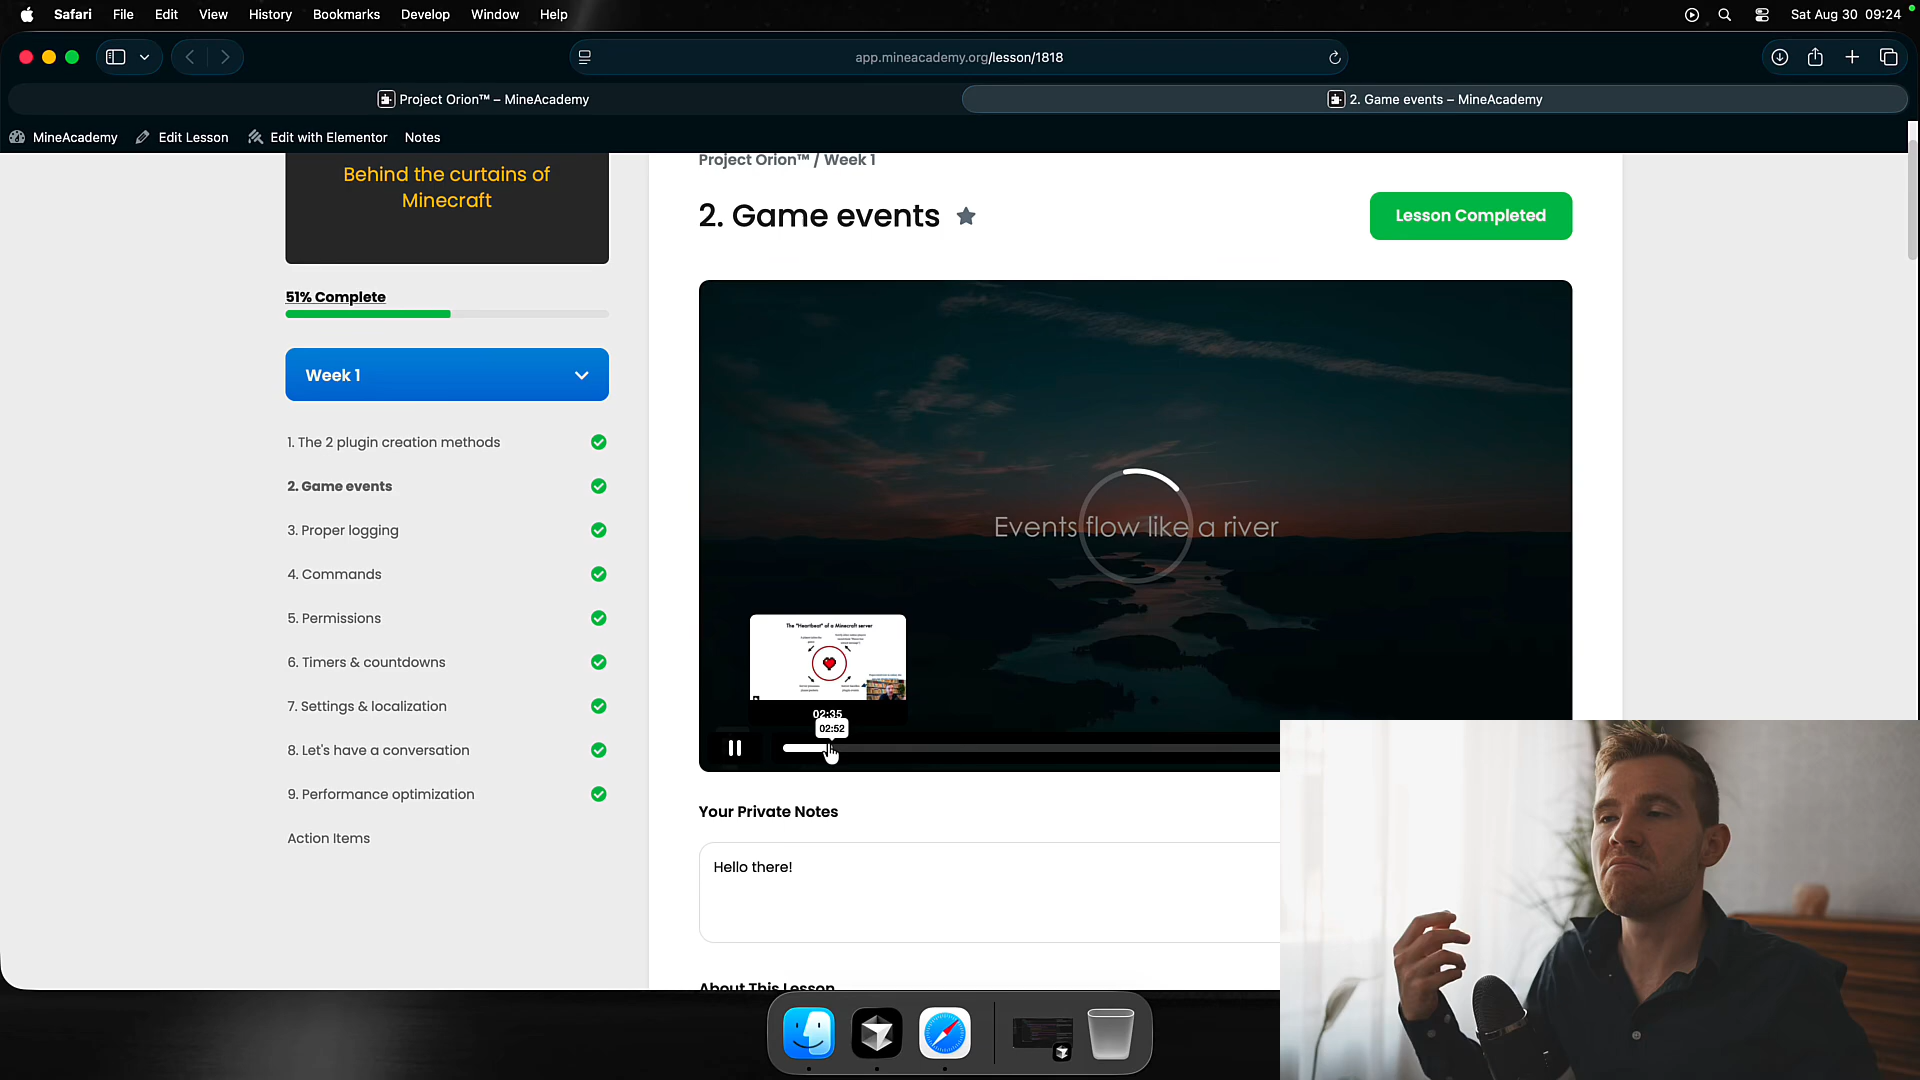 Safari File Edit View History Bookmarks Develop Window Help
Sat Aug 30 09:24
app.mineacademy.org/lesson/1818
Project Orion™ – MineAcademy
2. Game events – MineAcademy
MineAcademy Edit Lesson Edit with Elementor Notes
Behind the curtains of
Minecraft
51% Complete
Week 1
1. The 2 plugin creation methods
2. Game events
3. Proper logging
4. Commands
5. Permissions
6. Timers & countdowns
7. Settings & localization
8. Let's have a conversation
9. Performance optimization
Action Items
Project Orion™ / Week 1
2. Game events
Lesson Completed
Events flow like a river
The "Heartbeat" of a Minecraft server
02:35
02:52
Your Private Notes
Hello there!
About This Lesson